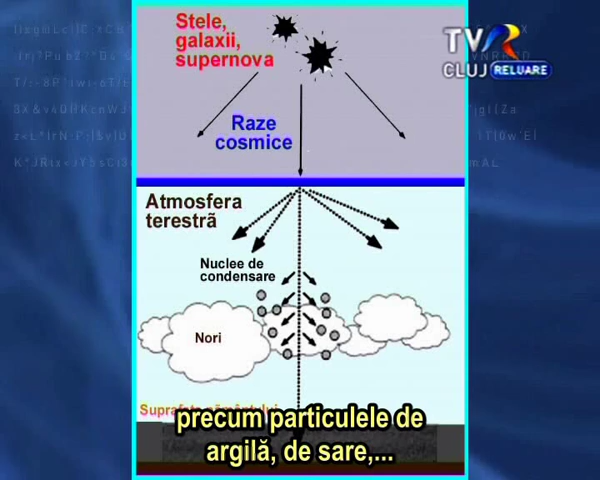 Stele,
galaxii,
supernova
TVR
CLUJ RELUARE
Raze
cosmice
Atmosfera
terestră
Nuclee de
condensare
Nori
precum particulele de
argilă, de sare,...